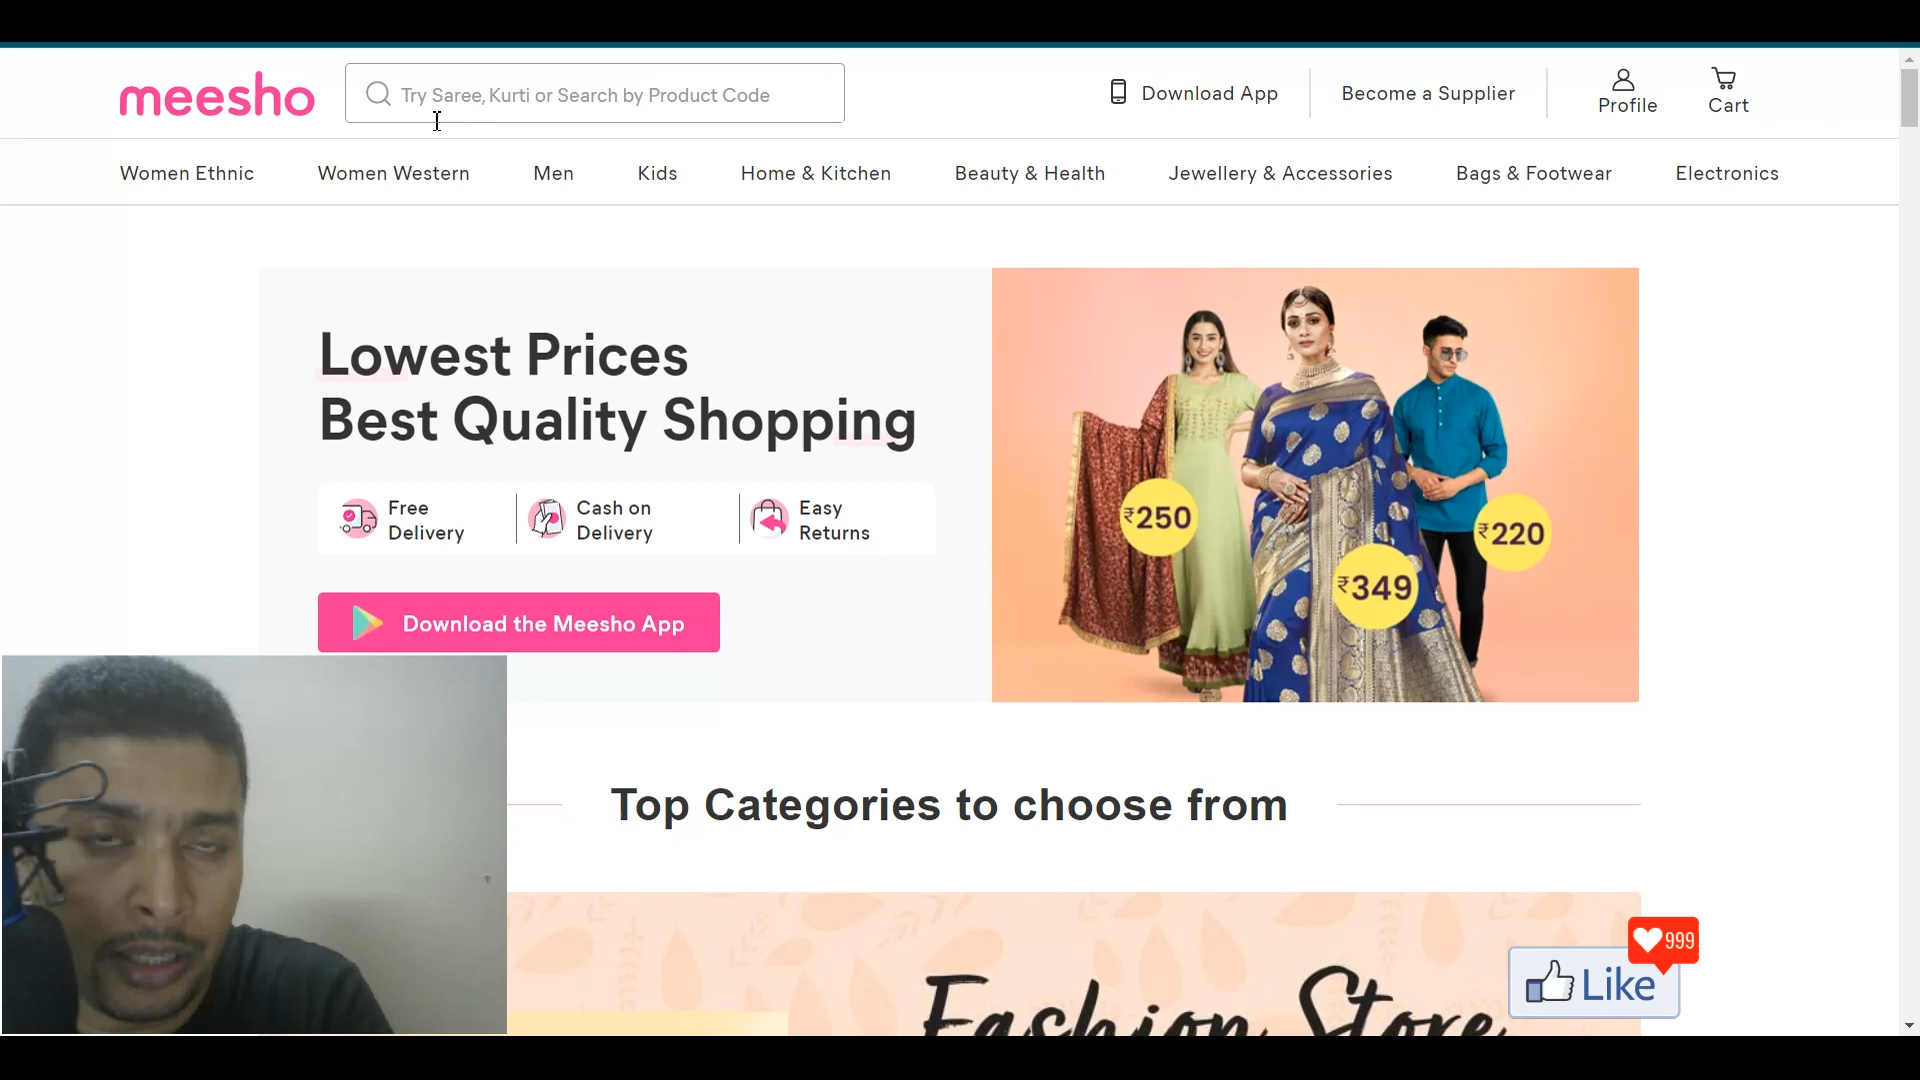 meesho
Try Saree, Kurti or Search by Product Code
Download App
Become a Supplier
Profile
Cart
Women Ethnic
Women Western
Men
Kids
Home & Kitchen
Beauty & Health
Jewellery & Accessories
Bags & Footwear
Electronics
Lowest Prices
Best Quality Shopping
Free
Delivery
Cash on
Delivery
Easy
Returns
Download the Meesho App
₹250
₹349
₹220
Top Categories to choose from
Fashion Store
999
Like